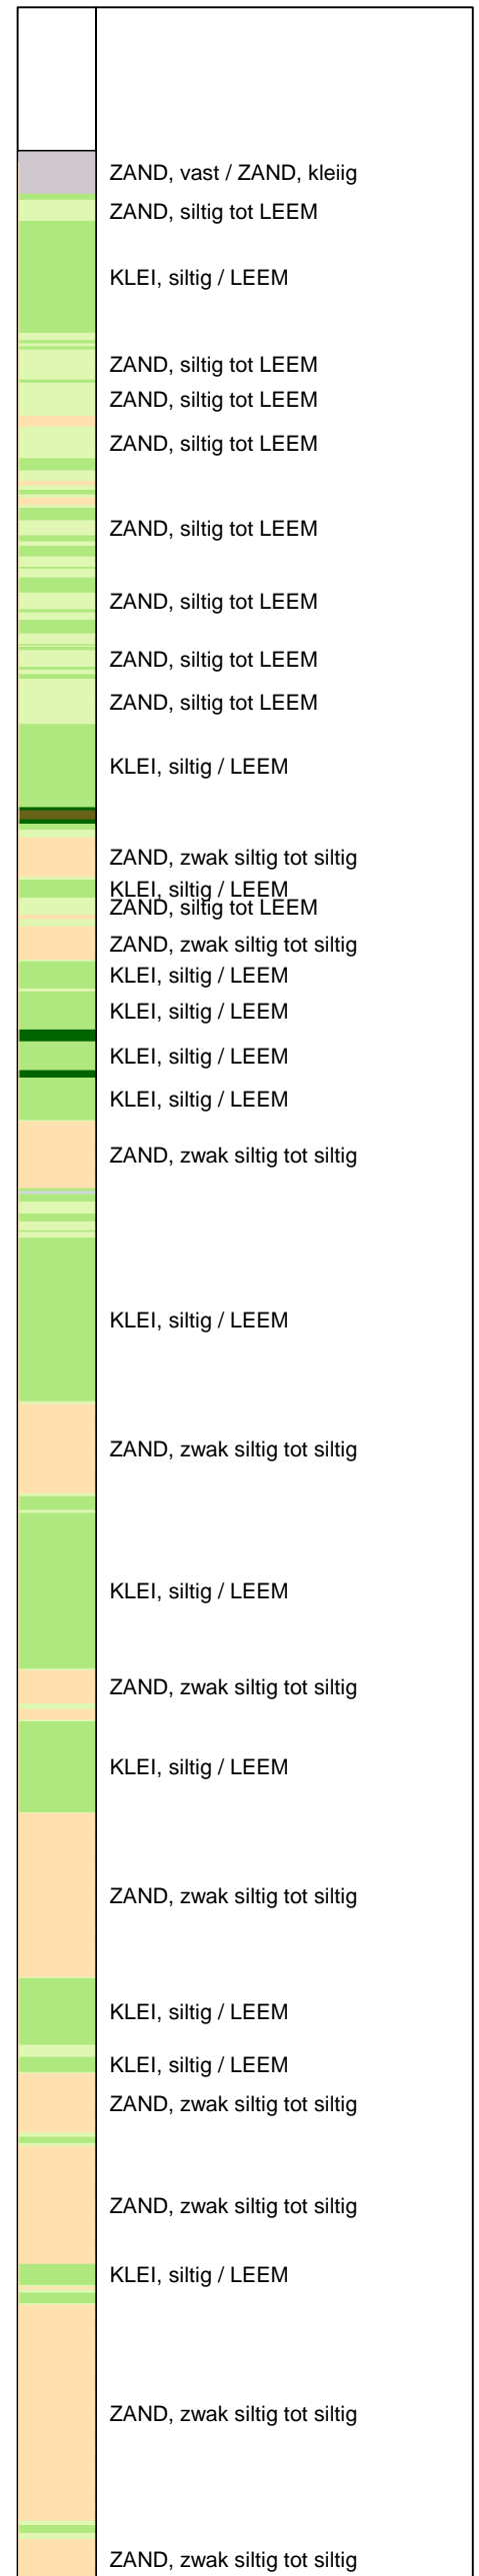 ZAND, vast / ZAND, kleiig
ZAND, siltig tot LEEM
KLEI, siltig / LEEM
ZAND, siltig tot LEEM
ZAND, siltig tot LEEM
ZAND, siltig tot LEEM
ZAND, siltig tot LEEM
ZAND, siltig tot LEEM
ZAND, siltig tot LEEM
ZAND, siltig tot LEEM
KLEI, siltig / LEEM
ZAND, zwak siltig tot siltig
KLEI, siltig / LEEM
ZAND, siltig tot LEEM
ZAND, zwak siltig tot siltig
KLEI, siltig / LEEM
KLEI, siltig / LEEM
KLEI, siltig / LEEM
KLEI, siltig / LEEM
ZAND, zwak siltig tot siltig
KLEI, siltig / LEEM
ZAND, zwak siltig tot siltig
KLEI, siltig / LEEM
ZAND, zwak siltig tot siltig
KLEI, siltig / LEEM
ZAND, zwak siltig tot siltig
KLEI, siltig / LEEM
KLEI, siltig / LEEM
ZAND, zwak siltig tot siltig
ZAND, zwak siltig tot siltig
KLEI, siltig / LEEM
ZAND, zwak siltig tot siltig
ZAND, zwak siltig tot siltig